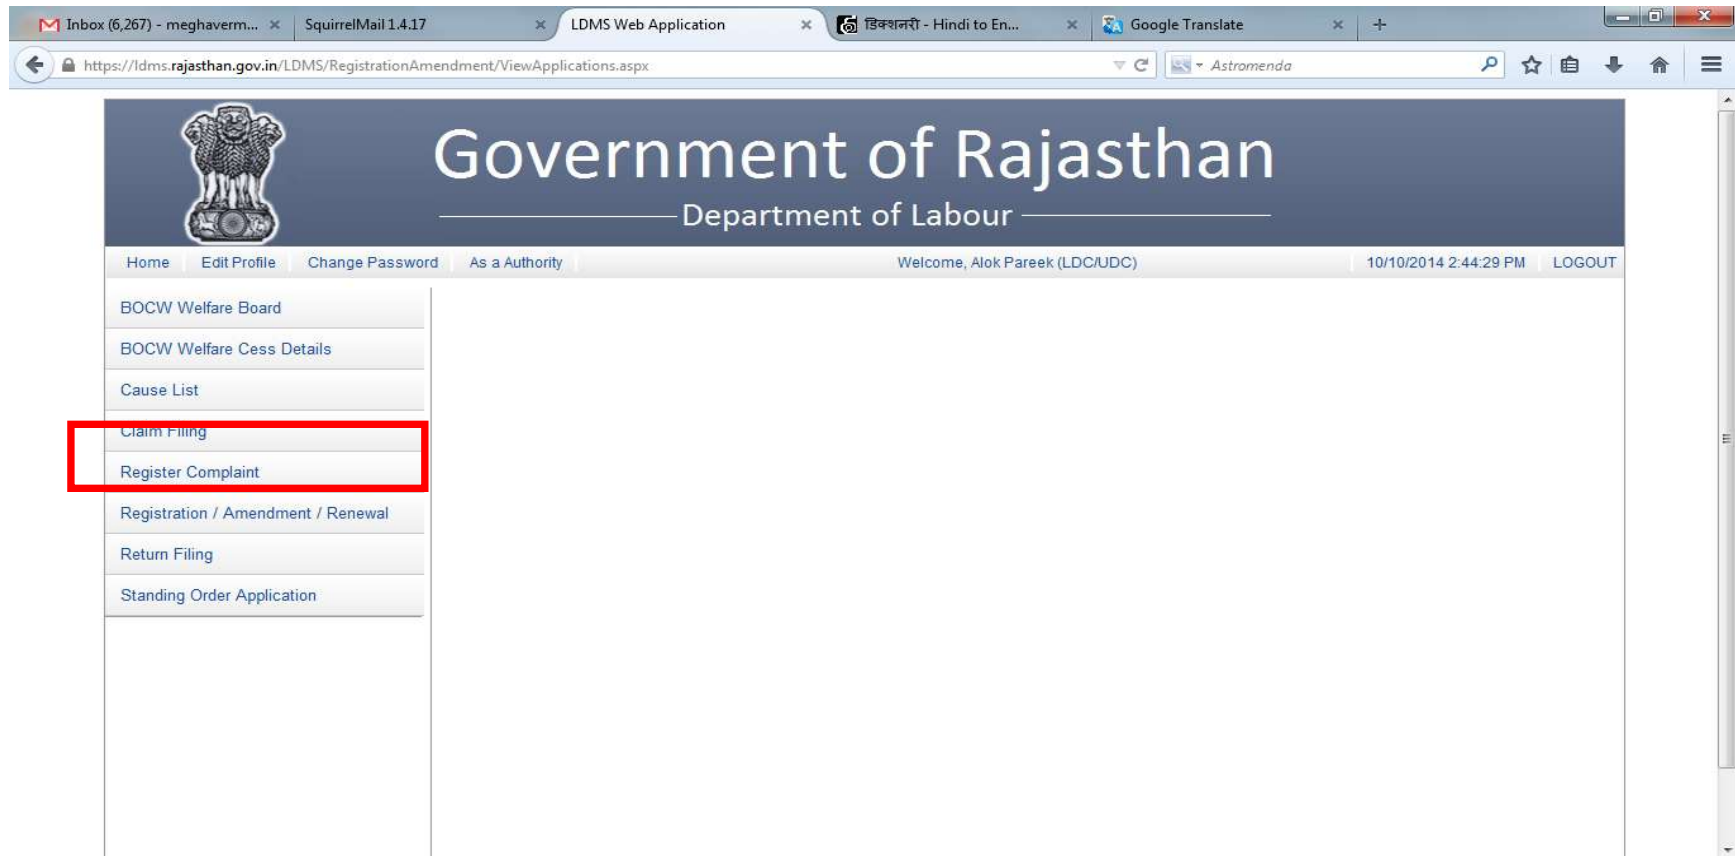 Inbox (6,267) - meghaverm...
SquirrelMail 1.4.17
LDMS Web Application
डिक्शनरी - Hindi to En...
Google Translate
https://ldms.rajasthan.gov.in/LDMS/RegistrationAmendment/ViewApplications.aspx
Astromenda
Government of Rajasthan
Department of Labour
Home Edit Profile Change Password As a Authority Welcome, Alok Pareek (LDC/UDC) 10/10/2014 2:44:29 PM LOGOUT
BOCW Welfare Board
BOCW Welfare Cess Details
Cause List
Claim Filing
Register Complaint
Registration / Amendment / Renewal
Return Filing
Standing Order Application